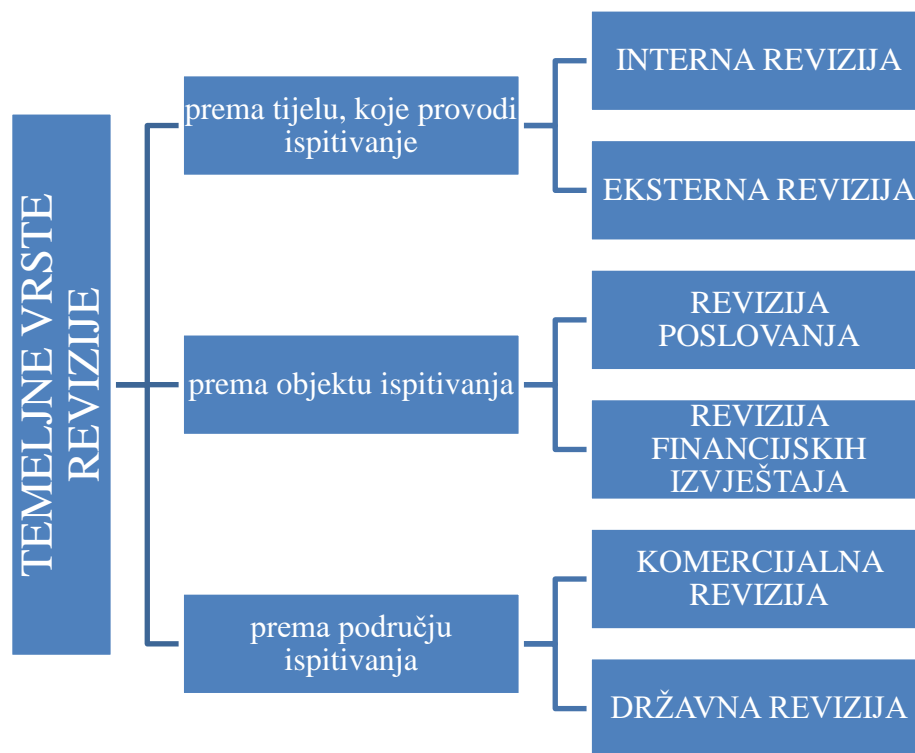 TEMELJNE VRSTE
REVIZIJE
prema tijelu, koje provodi
ispitivanje
INTERNA REVIZIJA
EKSTERNA REVIZIJA
prema objektu ispitivanja
REVIZIJA
POSLOVANJA
REVIZIJA
FINANCIJSKIH
IZVJEŠTAJA
prema području
ispitivanja
KOMERCIJALNA
REVIZIJA
DRŽAVNA REVIZIJA